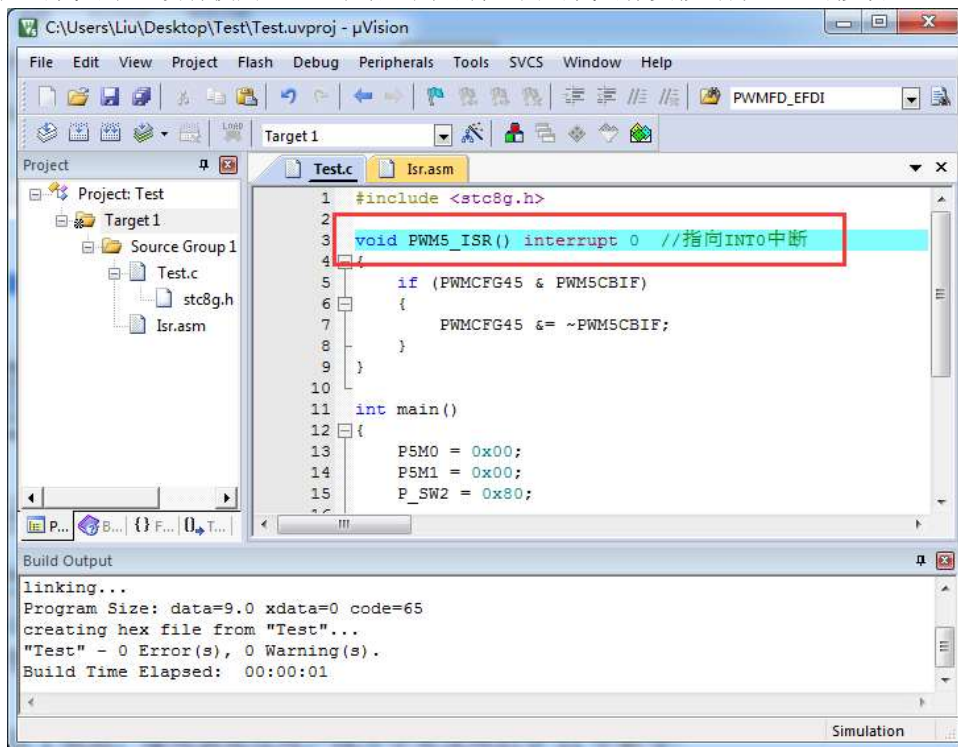 C:\Users\Liu\Desktop\Test\Test.uvproj - µVision
File Edit View Project Flash Debug Peripherals Tools SVCS Window Help
PWMFD_EFDI
LOAD
Target 1
Project
Project: Test
Target 1
Source Group 1
Test.c
stc8g.h
Isr.asm
P... B... {} F... 0 T...
Test.c Isr.asm
1 #include <stc8g.h>
2
3 void PWM5_ISR() interrupt 0 //指向INT0中断
4 {
5 if (PWMCFG45 & PWM5CBIF)
6 {
7 PWMCFG45 &= ~PWM5CBIF;
8 }
9 }
10
11 int main()
12 {
13 P5M0 = 0x00;
14 P5M1 = 0x00;
15 P_SW2 = 0x80;
Build Output
linking...
Program Size: data=9.0 xdata=0 code=65
creating hex file from "Test"...
"Test" - 0 Error(s), 0 Warning(s).
Build Time Elapsed: 00:00:01
Simulation